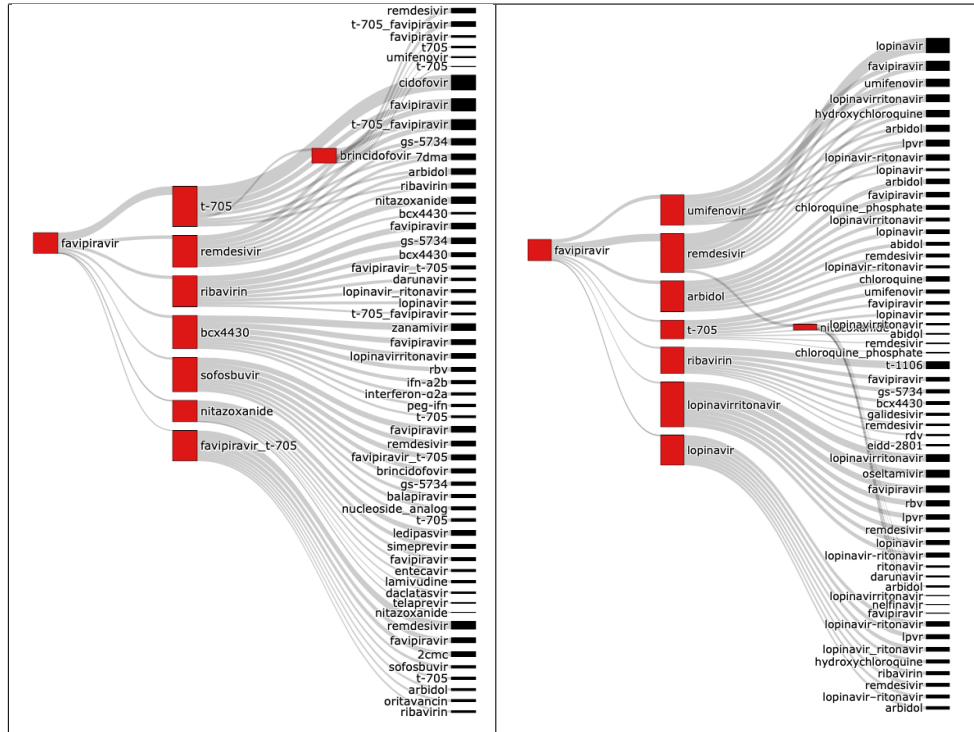 remdesivir
t-705_favipiravir
favipiravir
t705
umifenovir
t-705
cidofovir
favipiravir
t-705_favipiravir
gs-5734
brincidofovir
7dma
arbidol
ribavirin
nitazoxanide
bcx4430
favipiravir
gs-5734
bcx4430
favipiravir_t-705
darunavir
lopinavir_ritonavir
lopinavir
t-705_favipiravir
zanamivir
favipiravir
lopinavirritonavir
rbv
ifn-a2b
interferon-α2a
peg-ifn
t-705
favipiravir
remdesivir
favipiravir_t-705
brincidofovir
gs-5734
balapiravir
nucleoside_analog
t-705
ledipasvir
simeprevir
favipiravir
entecavir
lamivudine
daclatasvir
telaprevir
nitazoxanide
remdesivir
favipiravir
2cmc
sofosbuvir
t-705
arbidol
oritavancin
ribavirin
favipiravir
t-705
remdesivir
ribavirin
bcx4430
sofosbuvir
nitazoxanide
favipiravir_t-705
lopinavir
favipiravir
umifenovir
lopinavirritonavir
hydroxychloroquine
arbidol
lpvr
lopinavir-ritonavir
lopinavir
arbidol
favipiravir
chloroquine_phosphate
lopinavirritonavir
lopinavir
abidol
remdesivir
lopinavir-ritonavir
chloroquine
umifenovir
favipiravir
lopinavir
lopinavirritonavir
nitazoxanide
abidol
remdesivir
chloroquine_phosphate
t-1106
favipiravir
gs-5734
bcx4430
galidesivir
remdesivir
rdv
eidd-2801
lopinavirritonavir
oseltamivir
favipiravir
rbv
lpvr
remdesivir
lopinavir
lopinavir-ritonavir
ritonavir
darunavir
arbidol
lopinavirritonavir
nelfinavir
favipiravir
lopinavir-ritonavir
lpvr
lopinavir_ritonavir
hydroxychloroquine
ribavirin
remdesivir
lopinavir–ritonavir
arbidol
favipiravir
umifenovir
remdesivir
arbidol
t-705
ribavirin
lopinavirritonavir
lopinavir